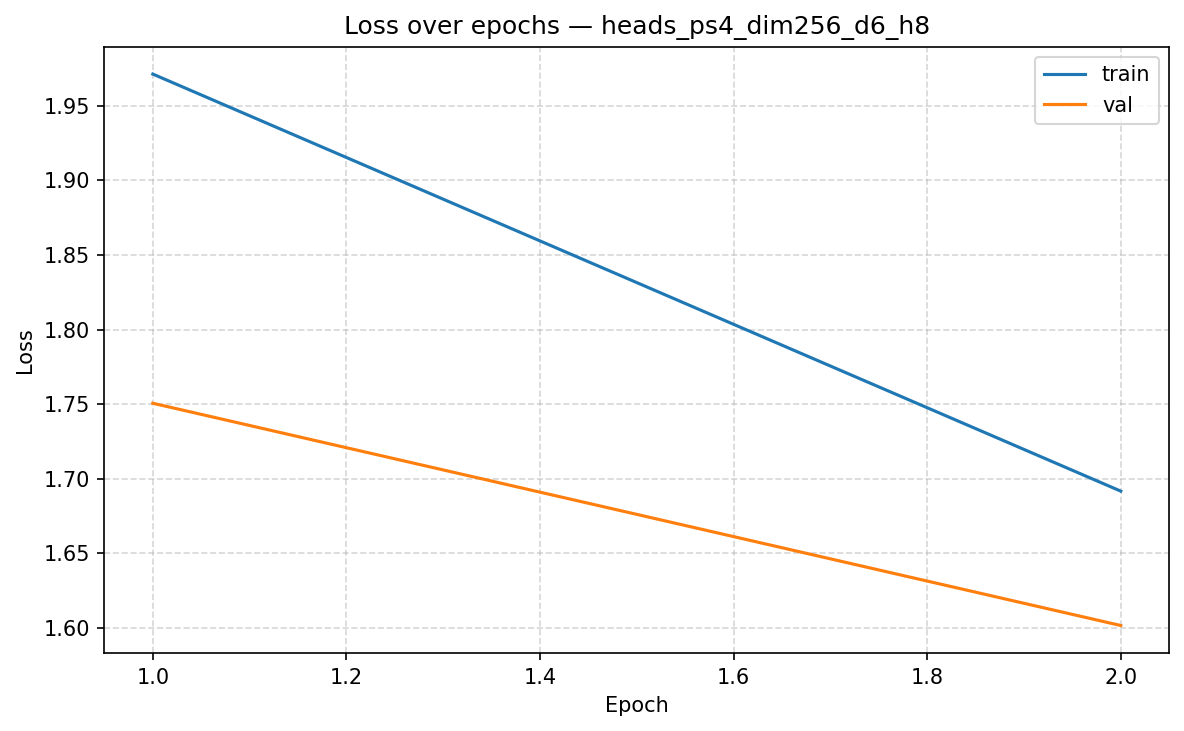 Loss over epochs — heads_ps4_dim256_d6_h8
train
val
Loss
1.95
1.90
1.85
1.80
1.75
1.70
1.65
1.60
1.0 1.2 1.4 1.6 1.8 2.0
Epoch